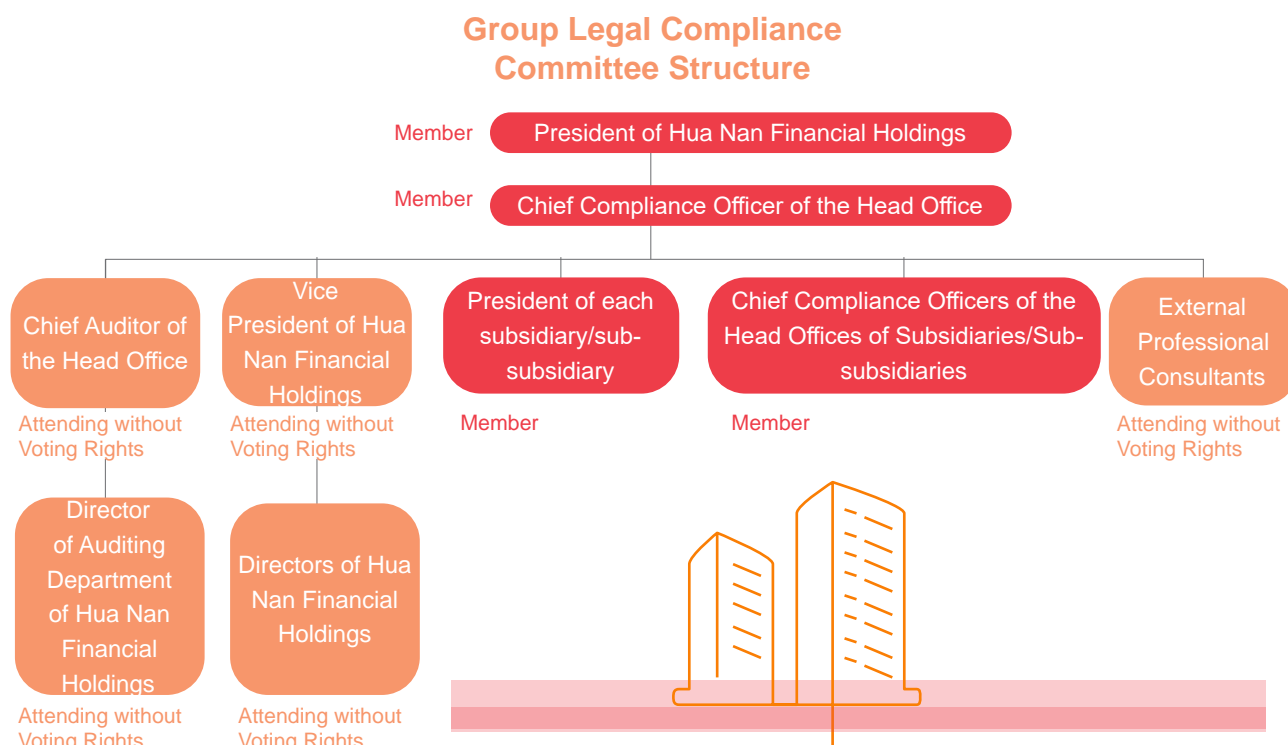 Group Legal Compliance
Committee Structure
Member
President of Hua Nan Financial Holdings
Member
Chief Compliance Officer of the Head Office
Chief Auditor of
the Head Office
Attending without
Voting Rights
Vice
President of Hua
Nan Financial
Holdings
Attending without
Voting Rights
President of each
subsidiary/sub-
subsidiary
Member
Chief Compliance Officers of the
Head Offices of Subsidiaries/Sub-
subsidiaries
Member
External
Professional
Consultants
Attending without
Voting Rights
Director
of Auditing
Department
of Hua Nan
Financial
Holdings
Attending without
Voting Rights
Directors of Hua
Nan Financial
Holdings
Attending without
Voting Rights